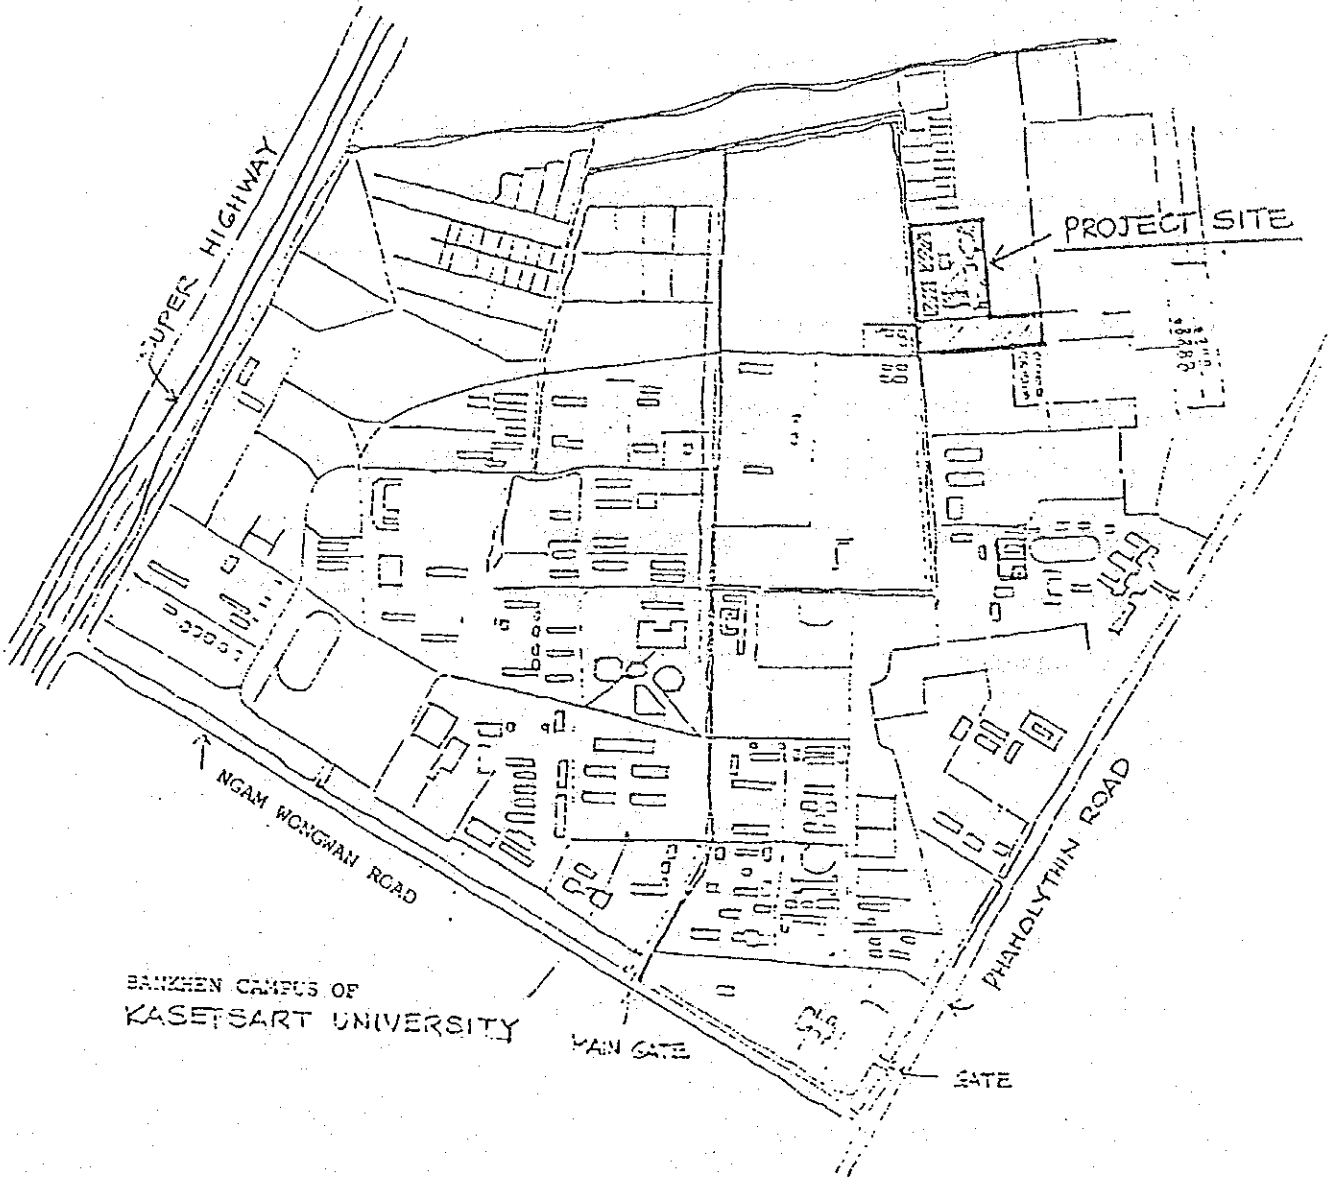 SUPER HIGHWAY
PROJECT SITE
NGAM WONGWAN ROAD
PHAHOLYTHIN ROAD
BANKHEN CAMPUS OF
KASETSART UNIVERSITY
MAIN GATE
GATE